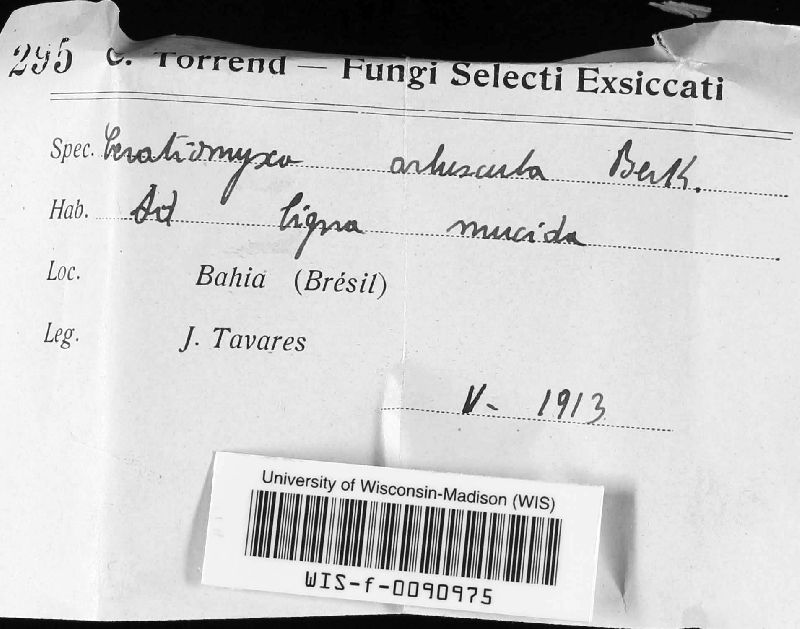 295 C. Torrend — Fungi Selecti Exsiccati
Spec. Ceratiomyxa arbuscula Berk.
Hab. Ad ligna mucida
Loc. Bahia (Brésil)
Leg. J. Tavares
V- 1913
University of Wisconsin-Madison (WIS)
WIS-f-0090975